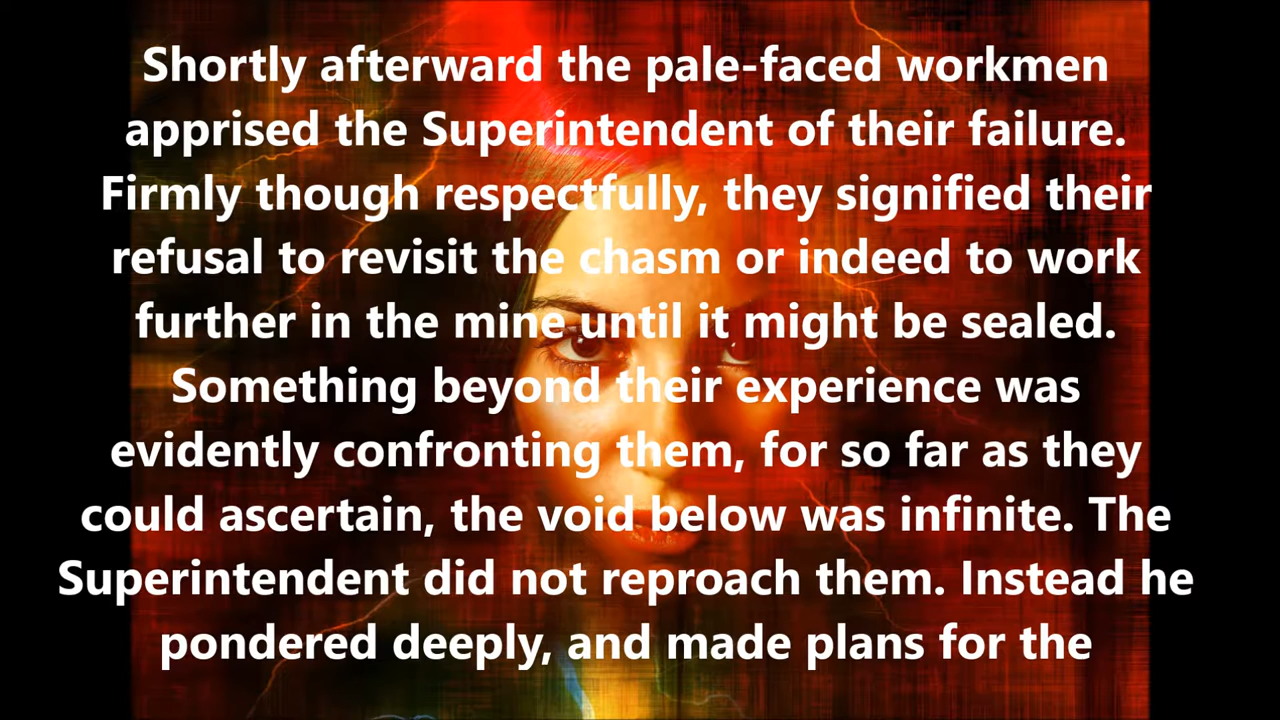 Shortly afterward the pale-faced workmen
apprised the Superintendent of their failure.
Firmly though respectfully, they signified their
refusal to revisit the chasm or indeed to work
further in the mine until it might be sealed.
Something beyond their experience was
evidently confronting them, for so far as they
could ascertain, the void below was infinite. The
Superintendent did not reproach them. Instead he
pondered deeply, and made plans for the